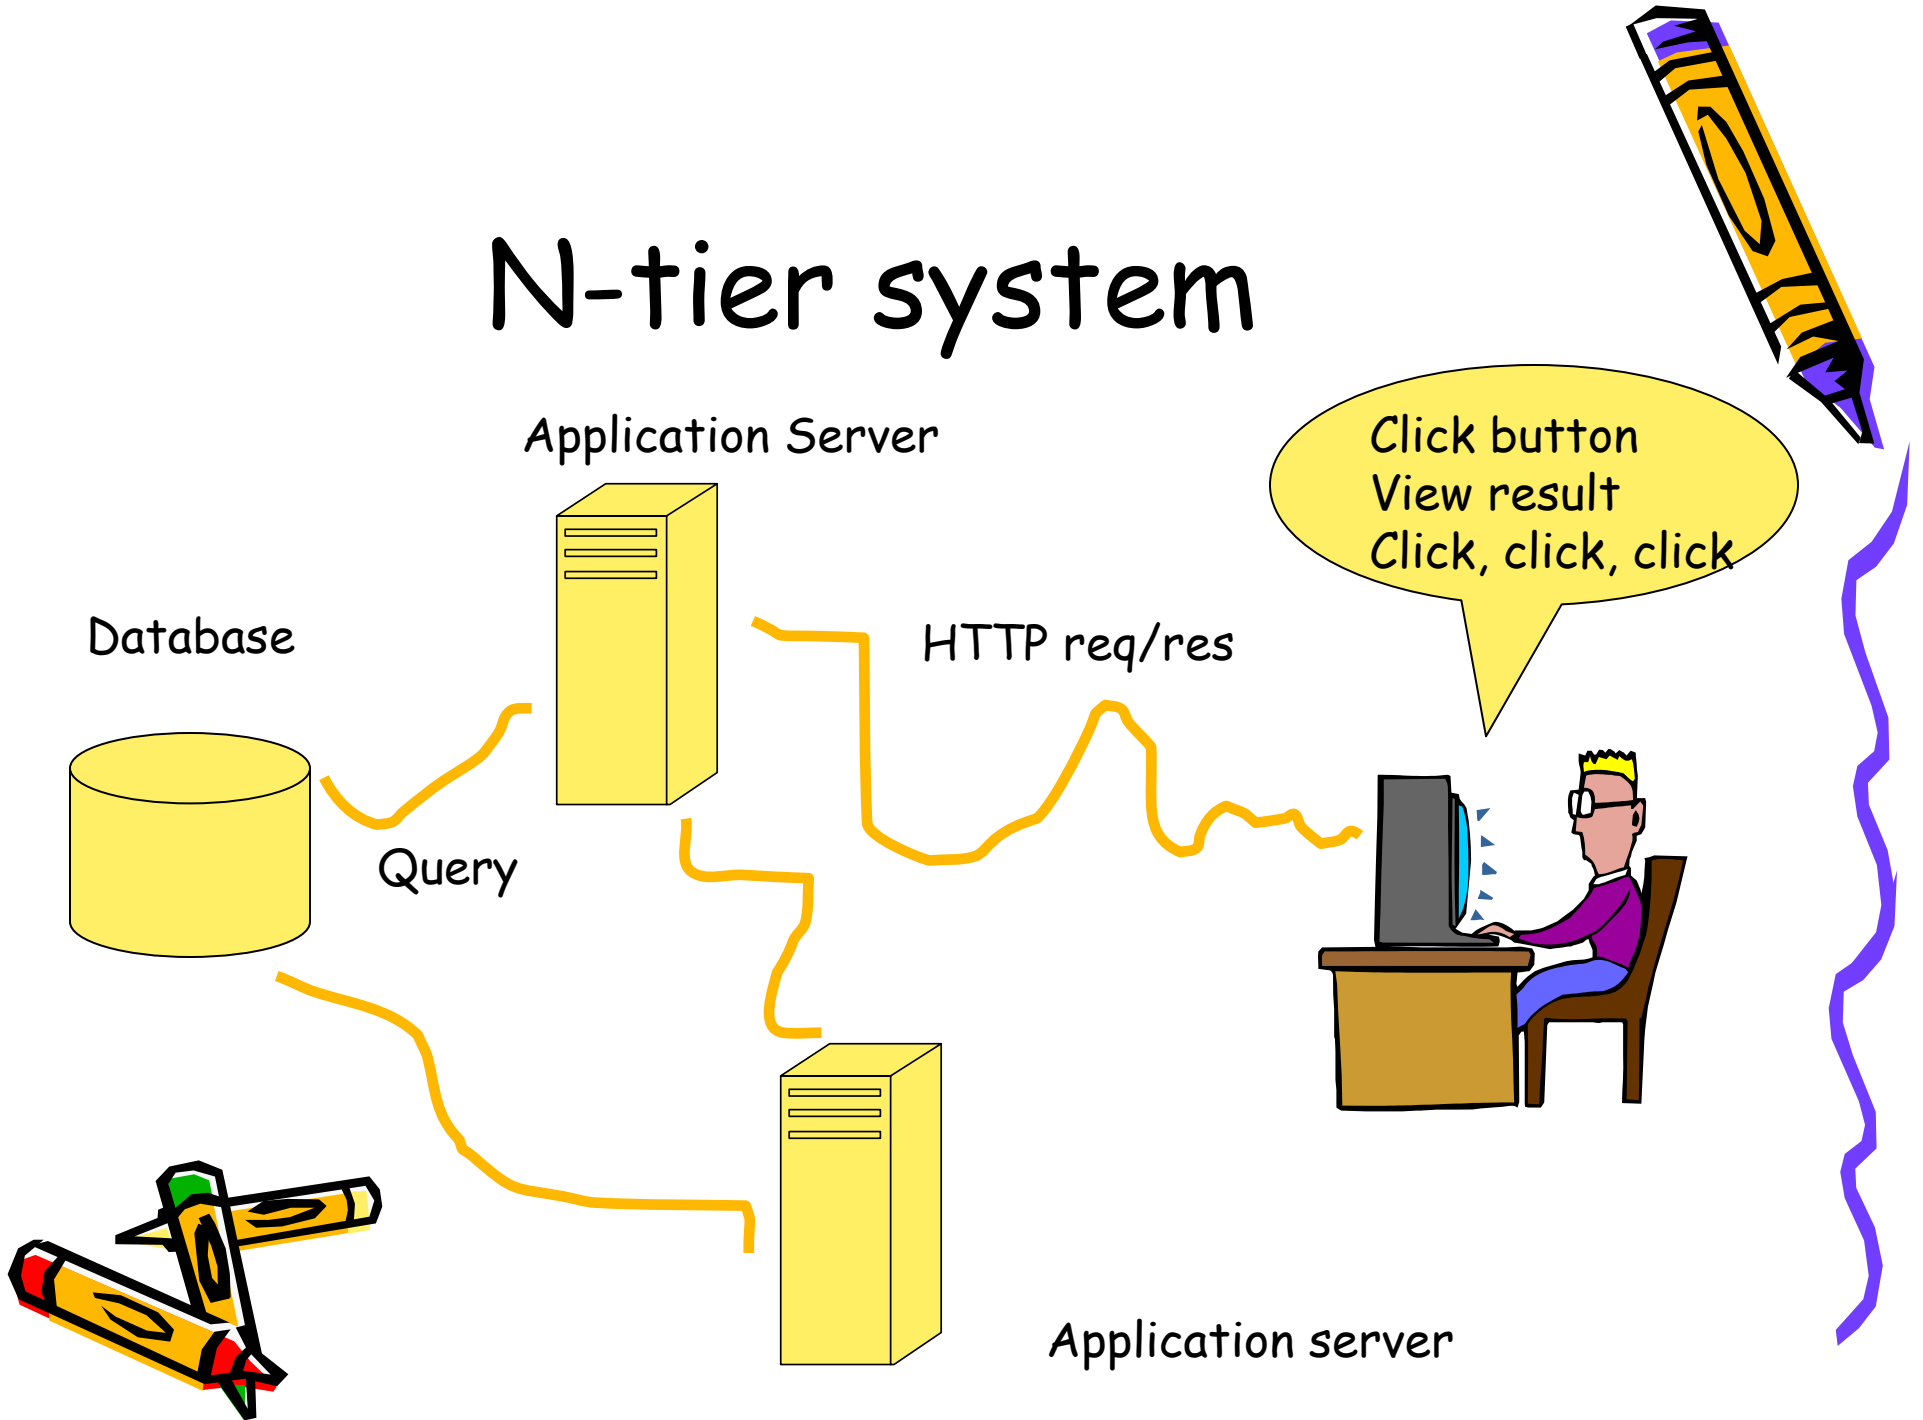 N-tier system
Application Server
Click button
View result
Click, click, click
Database
HTTP req/res
Query
Application server